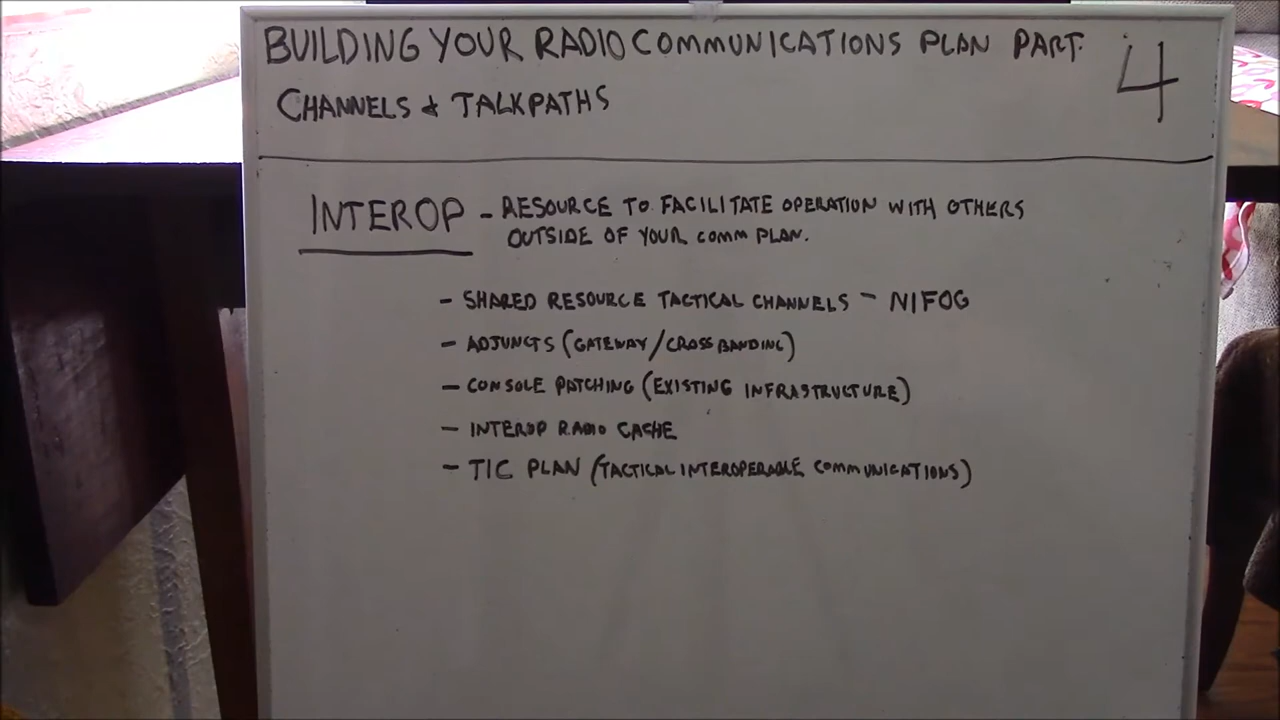 BUILDING YOUR RADIO COMMUNICATIONS PLAN PART 4
CHANNELS & TALKPATHS
INTEROP - RESOURCE TO FACILITATE OPERATION WITH OTHERS
OUTSIDE OF YOUR COMM PLAN.
- SHARED RESOURCE TACTICAL CHANNELS - NIFOG
- ADJUNCTS (GATEWAY/CROSSBANDING)
- CONSOLE PATCHING (EXISTING INFRASTRUCTURE)
- INTEROP RADIO CACHE
- TIC PLAN (TACTICAL INTEROPERABLE COMMUNICATIONS)